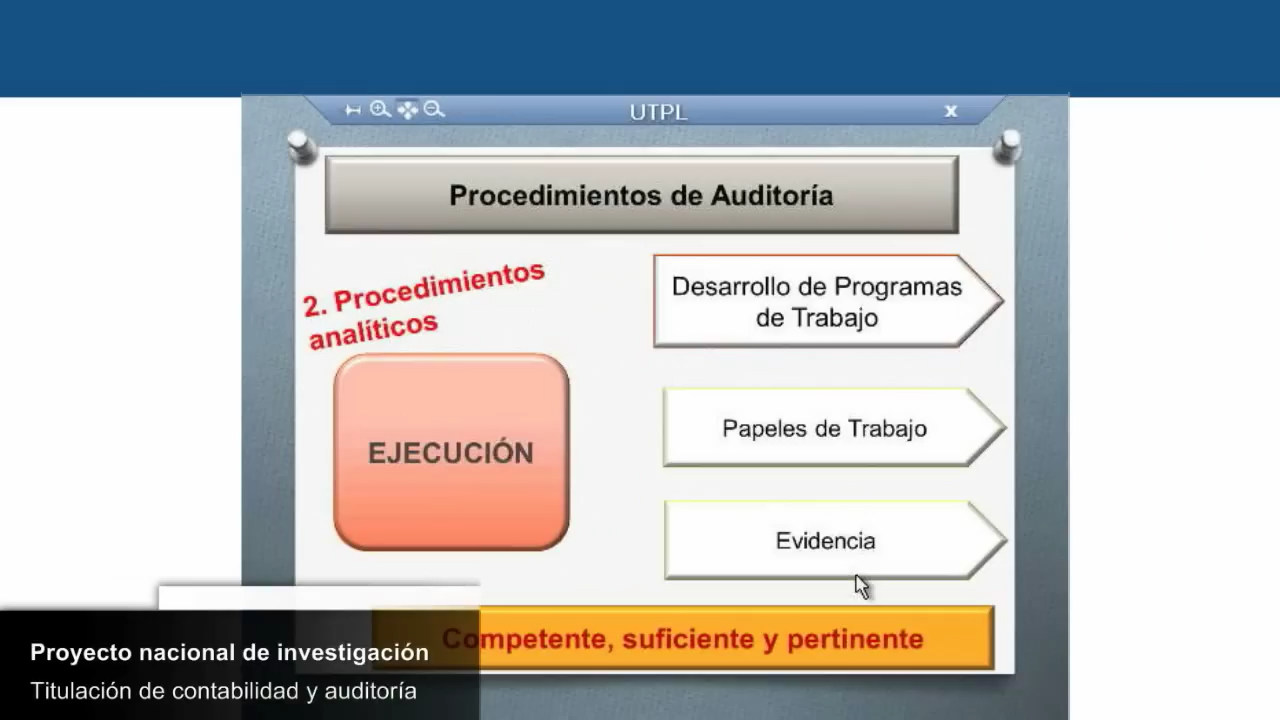 UTPL
Procedimientos de Auditoría
2. Procedimientos
analíticos
EJECUCIÓN
Desarrollo de Programas
de Trabajo
Papeles de Trabajo
Evidencia
Competente, suficiente y pertinente
Proyecto nacional de investigación
Titulación de contabilidad y auditoría